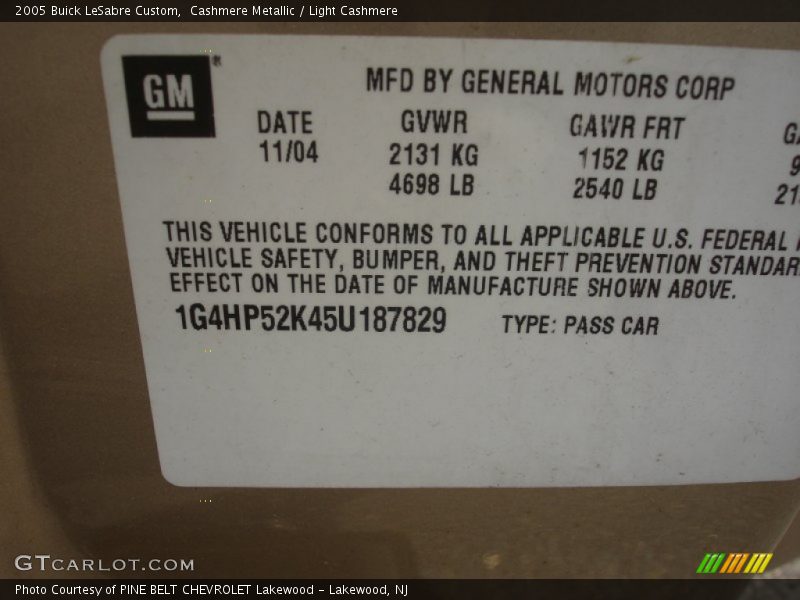 2005 Buick LeSabre Custom,  Cashmere Metallic / Light Cashmere
GM®
MFD BY GENERAL MOTORS CORP
DATE GVWR GAWR FRT
11/04 2131 KG 1152 KG
4698 LB 2540 LB
THIS VEHICLE CONFORMS TO ALL APPLICABLE U.S. FEDERAL
VEHICLE SAFETY, BUMPER, AND THEFT PREVENTION STANDAR
EFFECT ON THE DATE OF MANUFACTURE SHOWN ABOVE.
1G4HP52K45U187829 TYPE: PASS CAR
GTCARLOT.COM
Photo Courtesy of PINE BELT CHEVROLET Lakewood - Lakewood, NJ